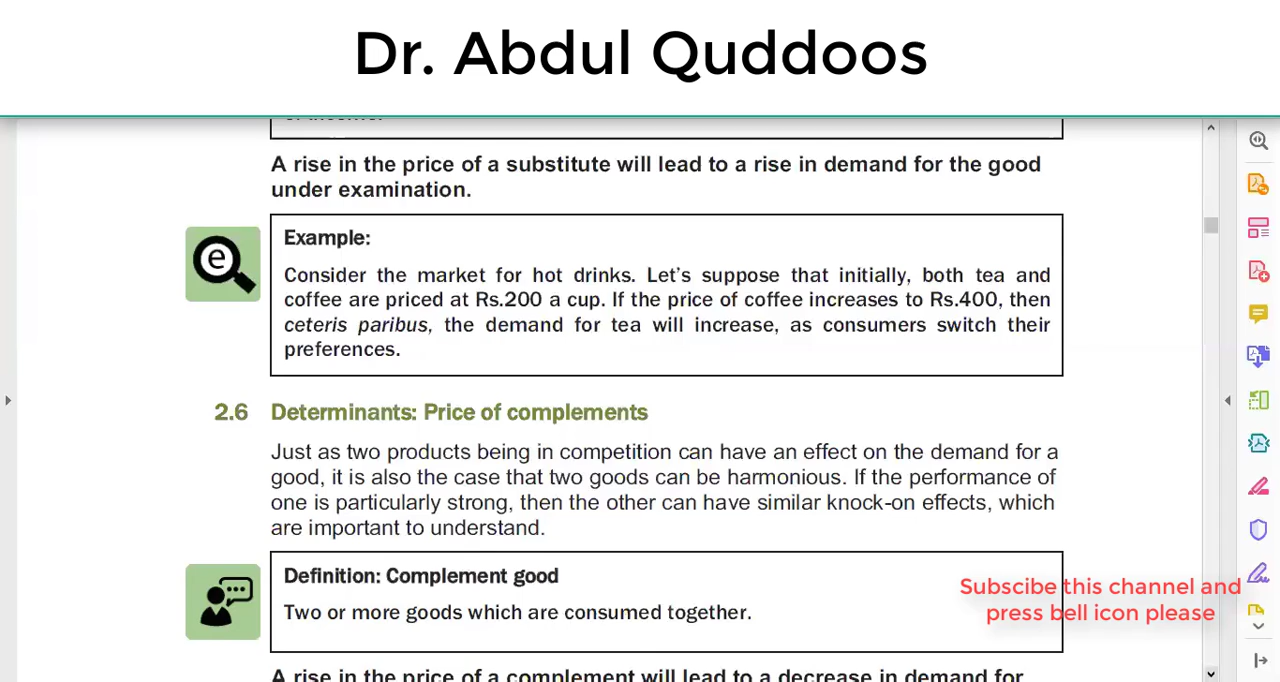 Dr. Abdul Quddoos
A rise in the price of a substitute will lead to a rise in demand for the good
under examination.
e
Example:
Consider the market for hot drinks. Let's suppose that initially, both tea and
coffee are priced at Rs.200 a cup. If the price of coffee increases to Rs.400, then
ceteris paribus, the demand for tea will increase, as consumers switch their
preferences.
2.6 Determinants: Price of complements
Just as two products being in competition can have an effect on the demand for a
good, it is also the case that two goods can be harmonious. If the performance of
one is particularly strong, then the other can have similar knock-on effects, which
are important to understand.
Definition: Complement good
Two or more goods which are consumed together.
Subscibe this channel and
press bell icon please
A rise in the price of a complement will lead to a decrease in demand for